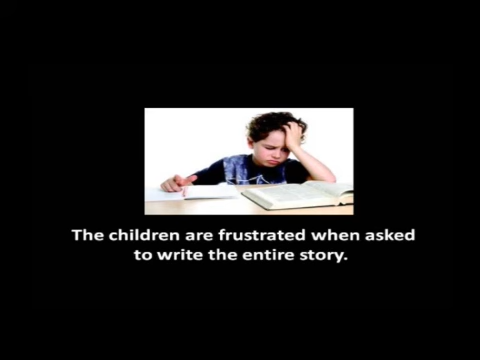 The children are frustrated when asked
to write the entire story.